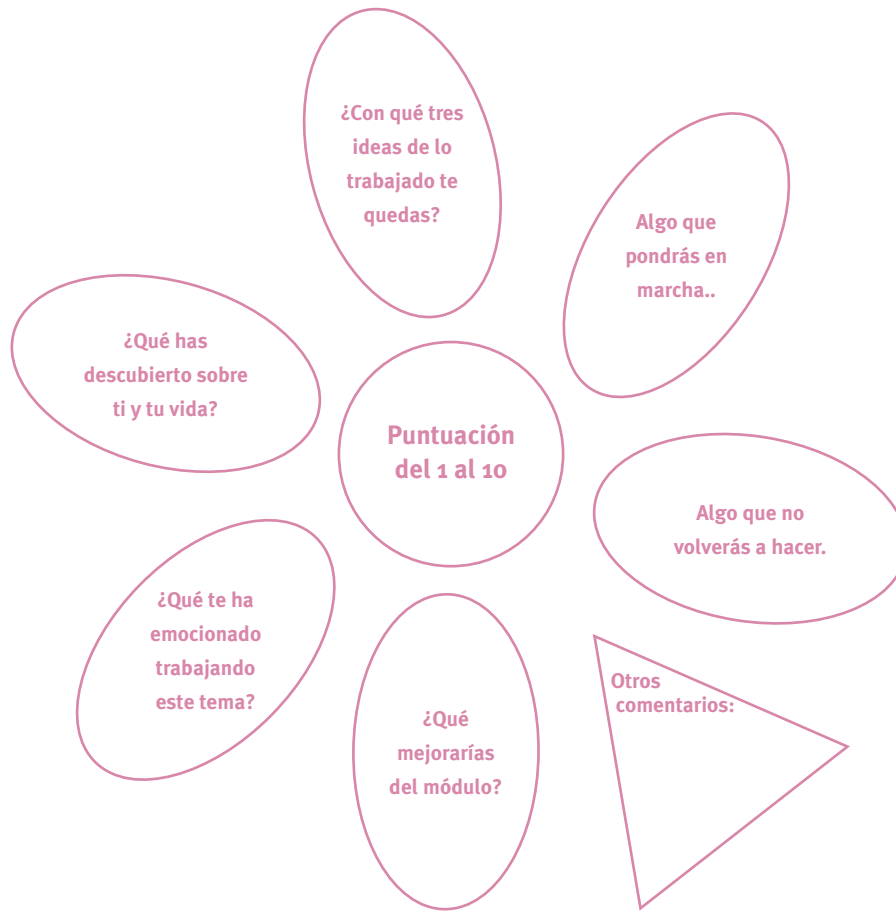 ¿Con qué tres
ideas de lo
trabajado te
quedas?
Algo que
pondrás en
marcha..
¿Qué has
descubierto sobre
ti y tu vida?
Puntuación
del 1 al 10
Algo que no
volverás a hacer.
¿Qué te ha
emocionado
trabajando
este tema?
¿Qué
mejorarías
del módulo?
Otros
comentarios: